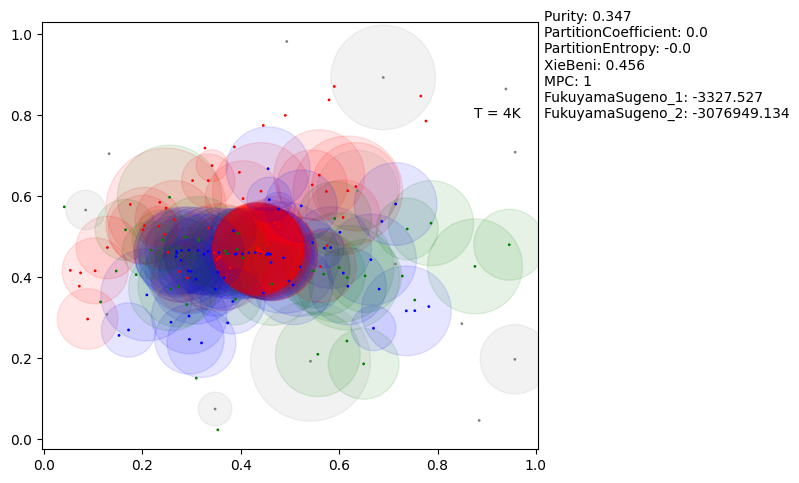 Purity: 0.347
PartitionCoefficient: 0.0
PartitionEntropy: -0.0
XieBeni: 0.456
MPC: 1
FukuyamaSugeno_1: -3327.527
FukuyamaSugeno_2: -3076949.134
T = 4K
1.0
0.8
0.6
0.4
0.2
0.0
0.0 0.2 0.4 0.6 0.8 1.0